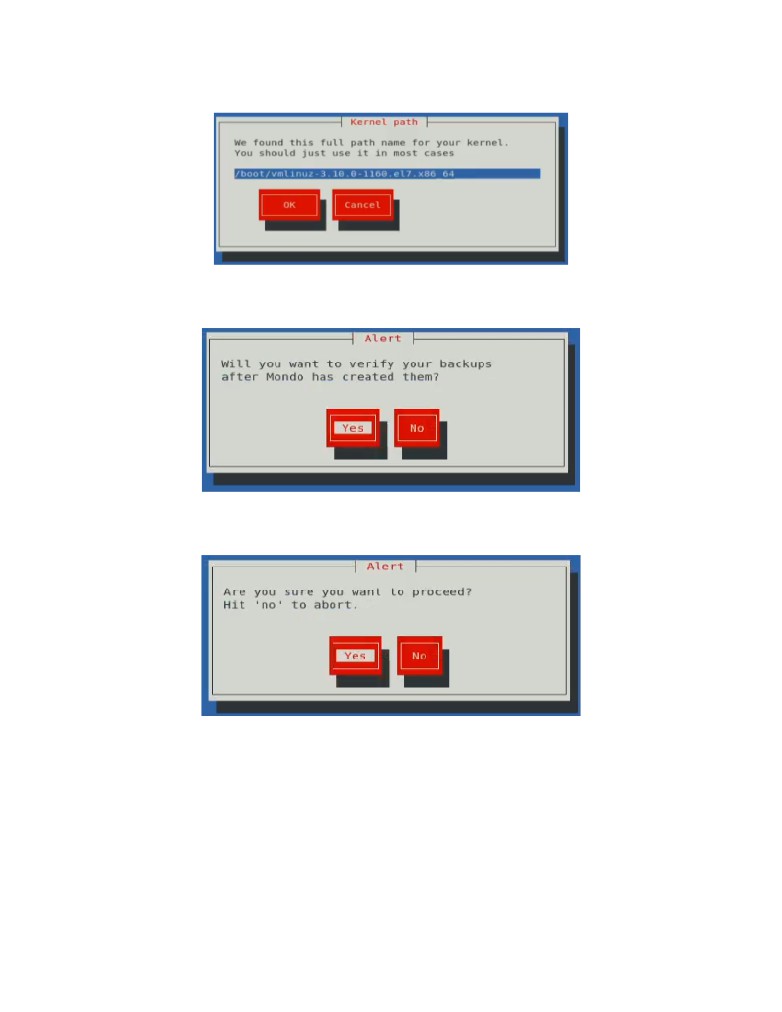 Kernel path
We found this full path name for your kernel.
You should just use it in most cases
/boot/vmlinuz-3.10.0-1160.el7.x86_64
OK Cancel
Alert
Will you want to verify your backups
after Mondo has created them?
Yes No
Alert
Are you sure you want to proceed?
Hit 'no' to abort.
Yes No